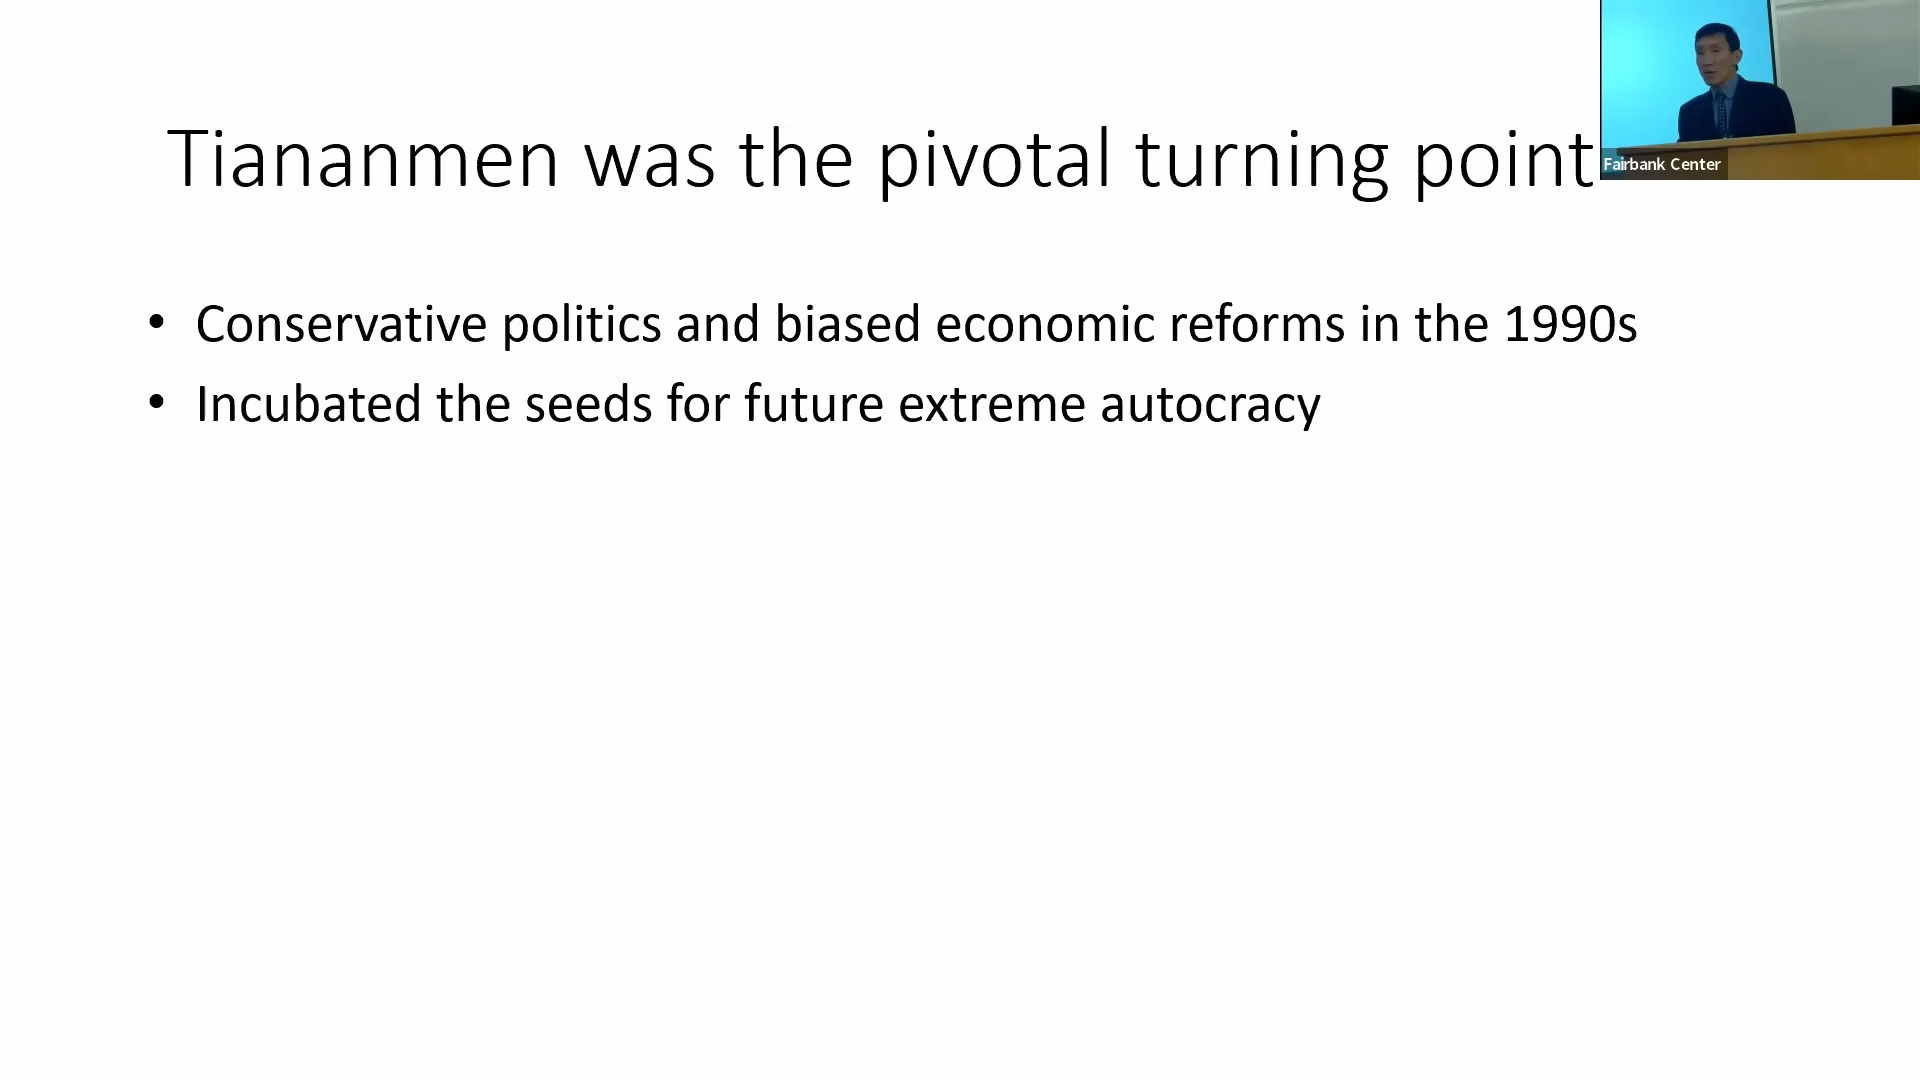 Tiananmen was the pivotal turning point
Fairbank Center
• Conservative politics and biased economic reforms in the 1990s
• Incubated the seeds for future extreme autocracy